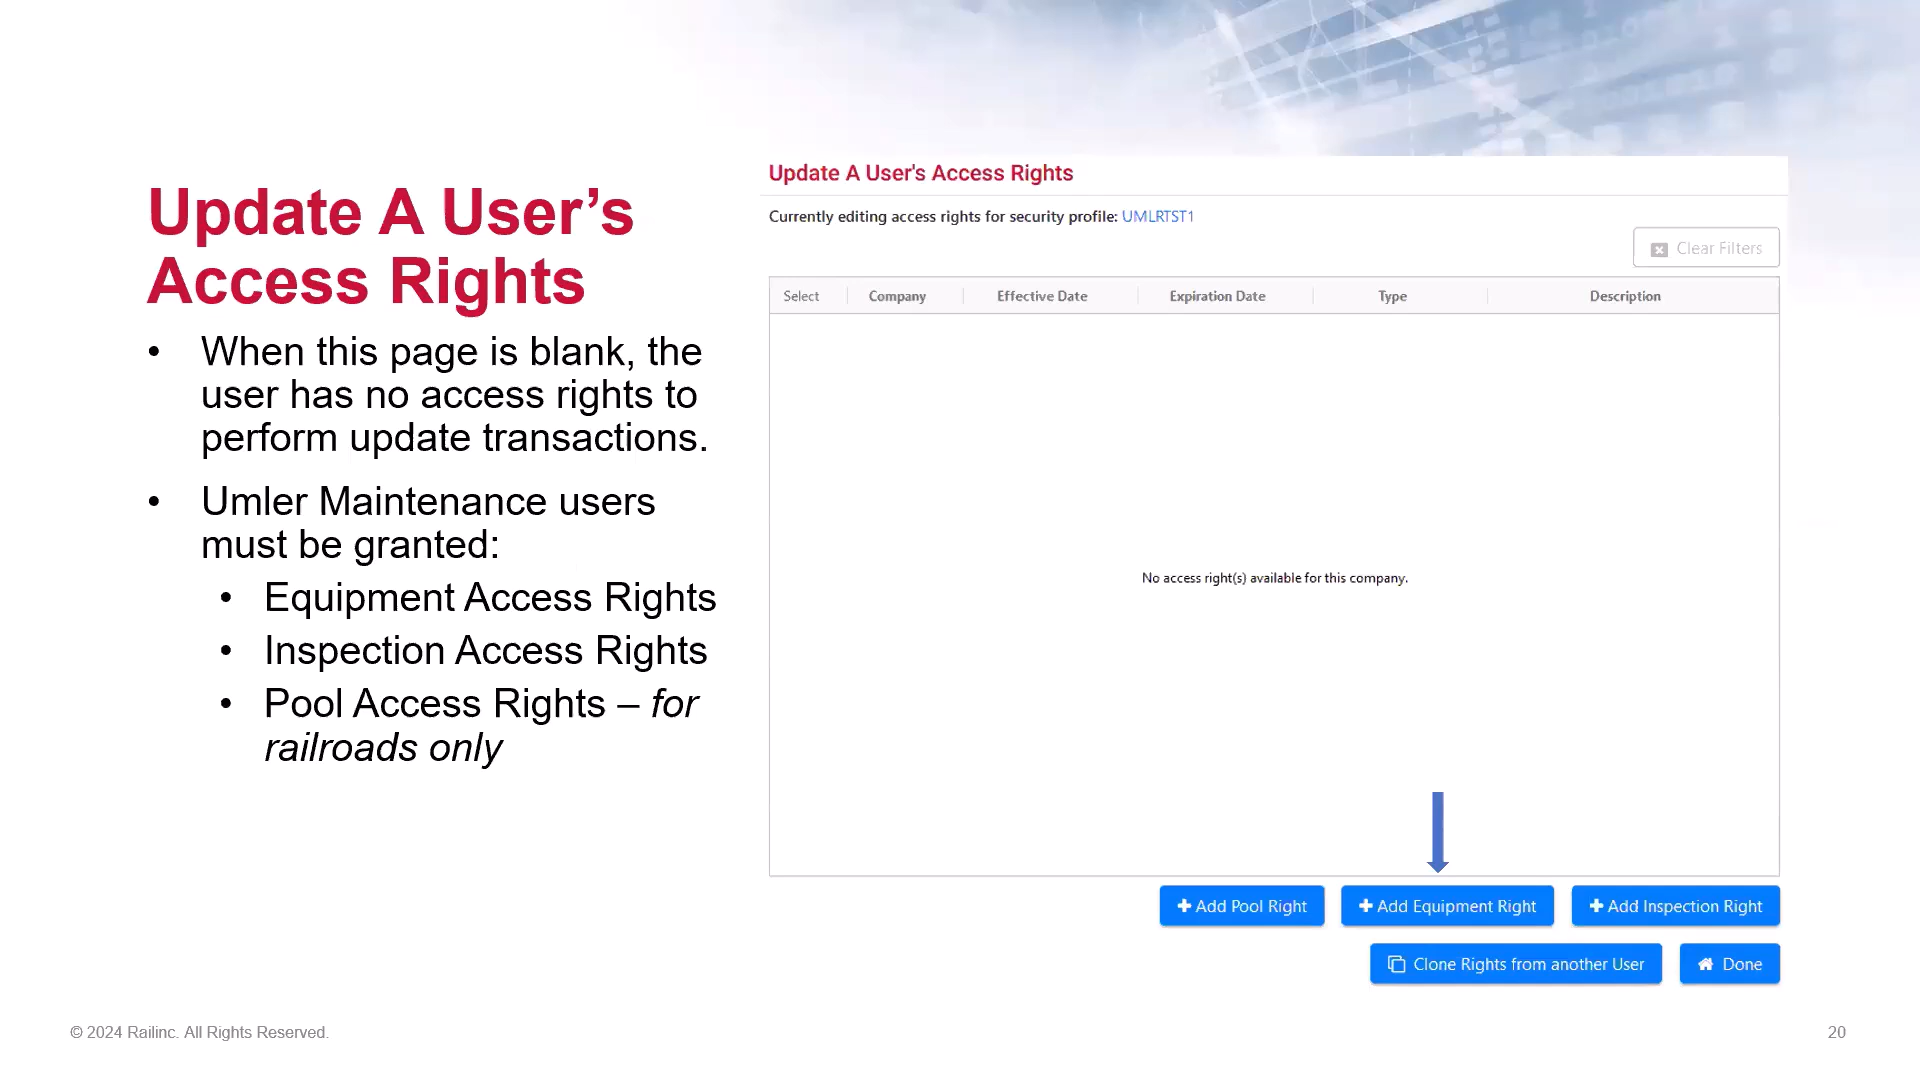 Update A User’s
Access Rights
• When this page is blank, the
user has no access rights to
perform update transactions.
• Umler Maintenance users
must be granted:
• Equipment Access Rights
• Inspection Access Rights
• Pool Access Rights – for
railroads only
Update A User's Access Rights
Currently editing access rights for security profile: UMLRTST1
Clear Filters
Select Company Effective Date Expiration Date Type Description
No access right(s) available for this company.
Add Pool Right Add Equipment Right Add Inspection Right
Clone Rights from another User Done
© 2024 Railinc. All Rights Reserved.
20